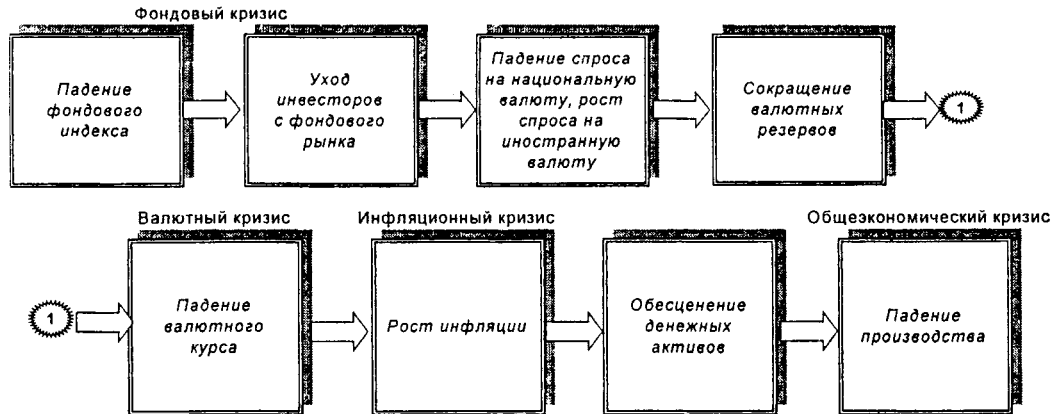 Фондовый кризис
Падение
фондового
индекса
Уход
инвесторов
с фондового
рынка
Падение спроса
на национальную
валюту, рост
спроса на
иностранную
валюту
Сокращение
валютных
резервов
1
Валютный кризис
Инфляционный кризис
Общеэкономический кризис
1
Падение
валютного
курса
Рост инфляции
Обесценение
денежных
активов
Падение
производства